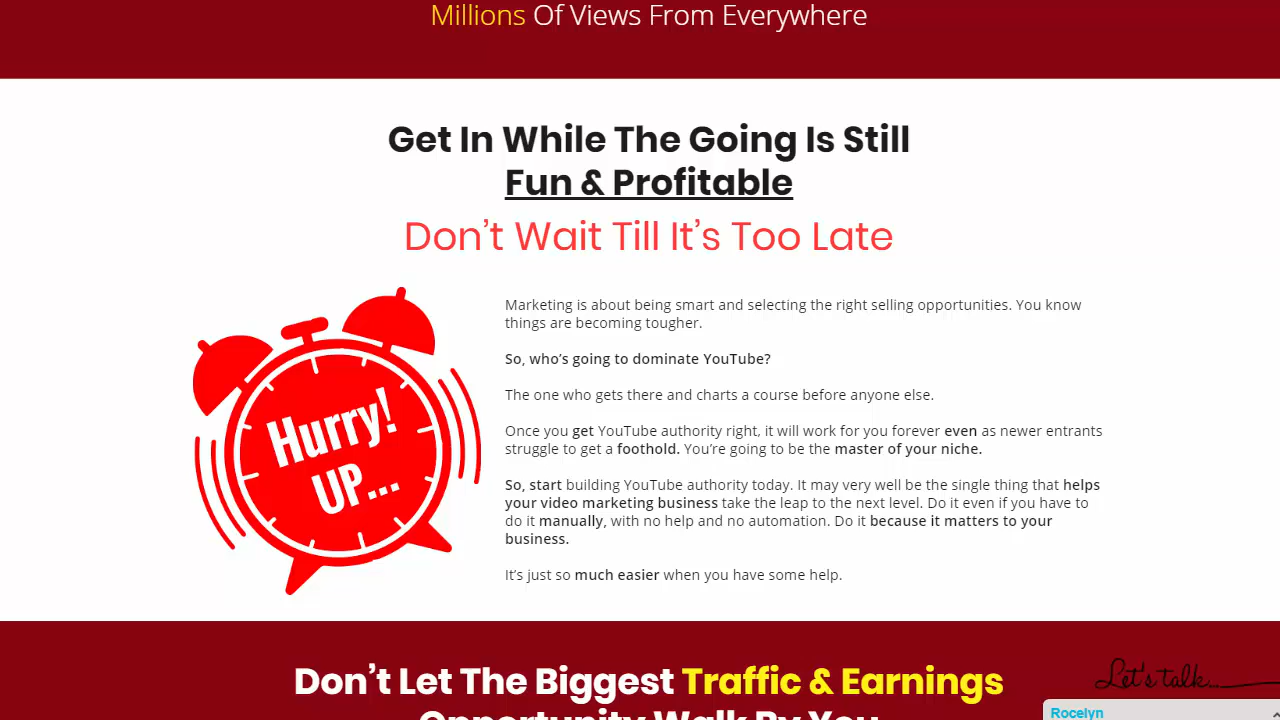 Millions Of Views From Everywhere
Get In While The Going Is Still
Fun & Profitable
Don't Wait Till It's Too Late
Hurry!
UP...
Marketing is about being smart and selecting the right selling opportunities. You know
things are becoming tougher.
So, who's going to dominate YouTube?
The one who gets there and charts a course before anyone else.
Once you get YouTube authority right, it will work for you forever even as newer entrants
struggle to get a foothold. You're going to be the master of your niche.
So, start building YouTube authority today. It may very well be the single thing that helps
your video marketing business take the leap to the next level. Do it even if you have to
do it manually, with no help and no automation. Do it because it matters to your
business.
It's just so much easier when you have some help.
Don't Let The Biggest Traffic & Earnings
Opportunity Walk By You
Let's talk...
Rocelyn